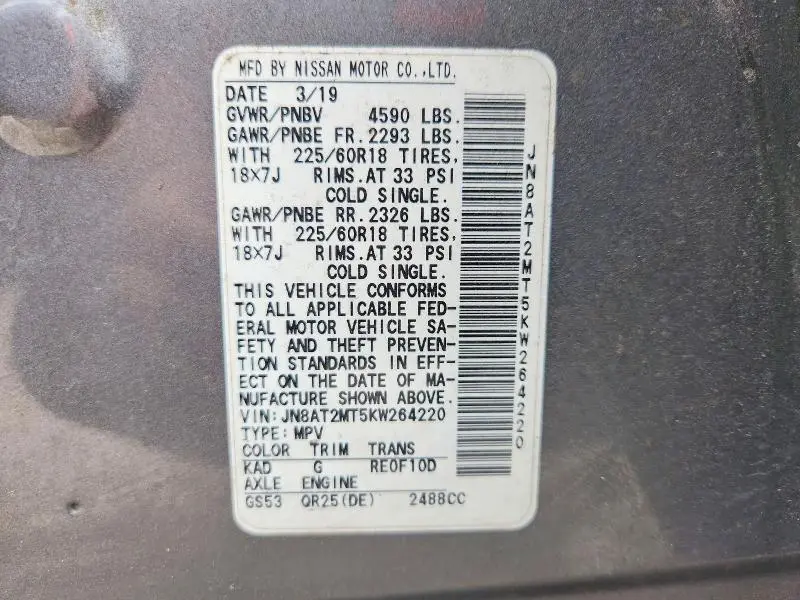 MFD BY NISSAN MOTOR CO.,LTD.
DATE 3/19
GVWR/PNBV 4590 LBS.
GAWR/PNBE FR. 2293 LBS.
WITH 225/60R18 TIRES,
18×7J RIMS.AT 33 PSI
COLD SINGLE.
GAWR/PNBE RR. 2326 LBS.
WITH 225/60R18 TIRES,
18×7J RIMS.AT 33 PSI
COLD SINGLE.
THIS VEHICLE CONFORMS
TO ALL APPLICABLE FED-
ERAL MOTOR VEHICLE SA-
FETY AND THEFT PREVEN-
TION STANDARDS IN EFF-
ECT ON THE DATE OF MA-
NUFACTURE SHOWN ABOVE.
VIN: JN8AT2MT5KW264220
TYPE: MPV
COLOR TRIM TRANS
KAD G RE0F10D
AXLE ENGINE
GS53 QR25(DE) 2488CC
JN8AT2MT5KW264220